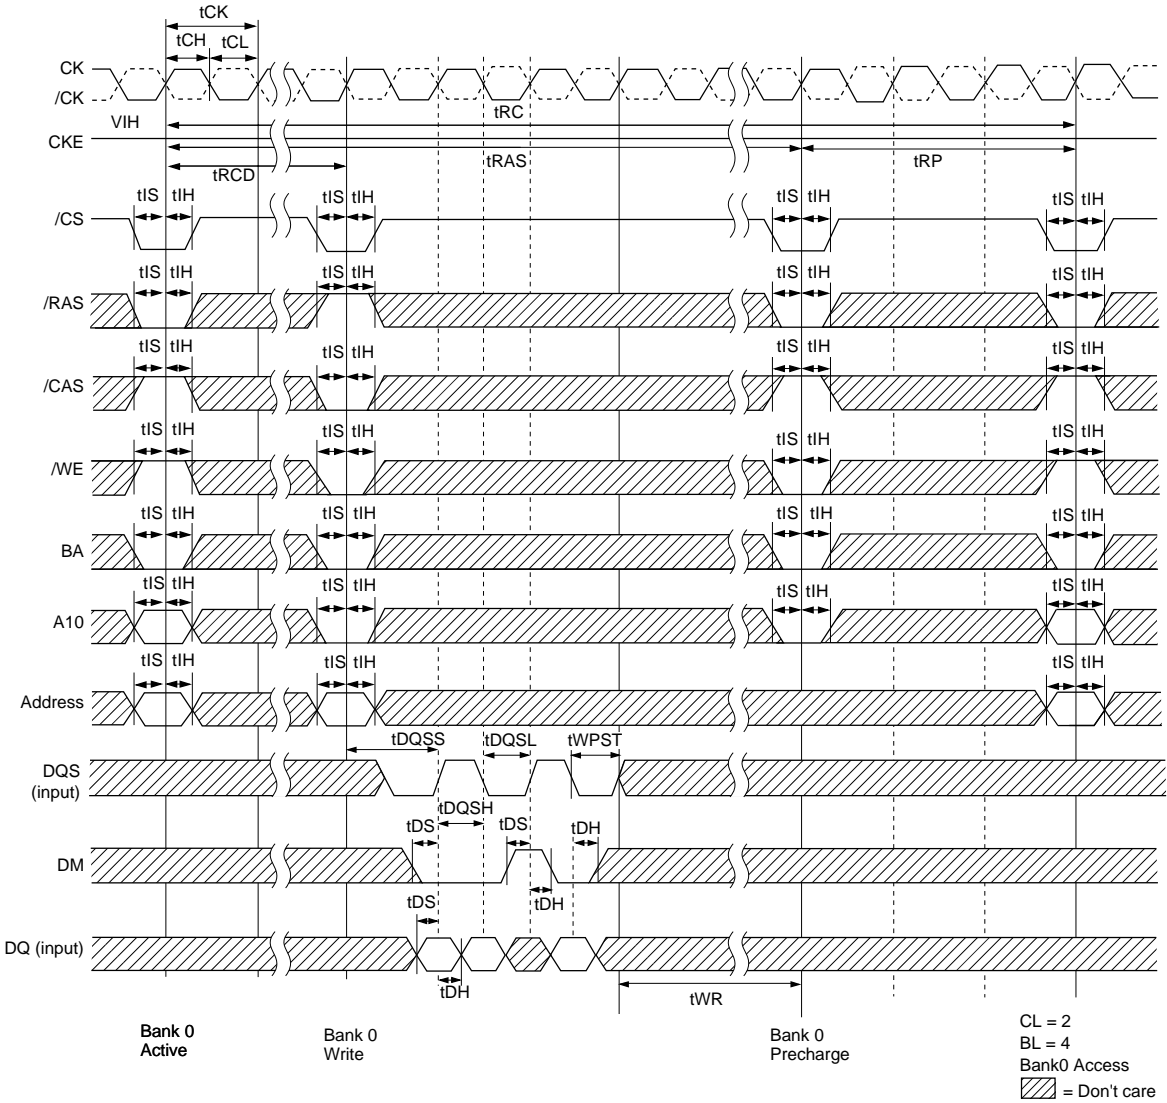 tCK
tCH tCL
CK
/CK
tRC
VIH
CKE
tRAS tRP
tRCD
tIS tIH tIS tIH tIS tIH tIS tIH
/CS
tIS tIH tIS tIH tIS tIH tIS tIH
/RAS
tIS tIH tIS tIH tIS tIH tIS tIH
/CAS
tIS tIH tIS tIH tIS tIH tIS tIH
/WE
tIS tIH tIS tIH tIS tIH tIS tIH
BA
tIS tIH tIS tIH tIS tIH tIS tIH
A10
tIS tIH tIS tIH tIS tIH
Address
tDQSS tDQSL tWPST
DQS
(input)
tDQSH
tDS tDS tDH
DM
tDS tDH
DQ (input)
tDH tWR
Bank 0
Active
Bank 0
Write
Bank 0
Precharge
CL = 2
BL = 4
Bank0 Access
= Don't care